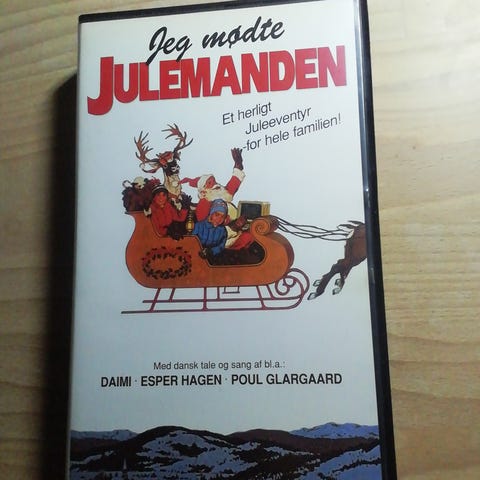 Jeg mødte
JULEMANDEN
Et herligt
Juleeventyr
-for hele familien!
Med dansk tale og sang af bl.a.:
DAIMI · ESPER HAGEN · POUL GLARGAARD